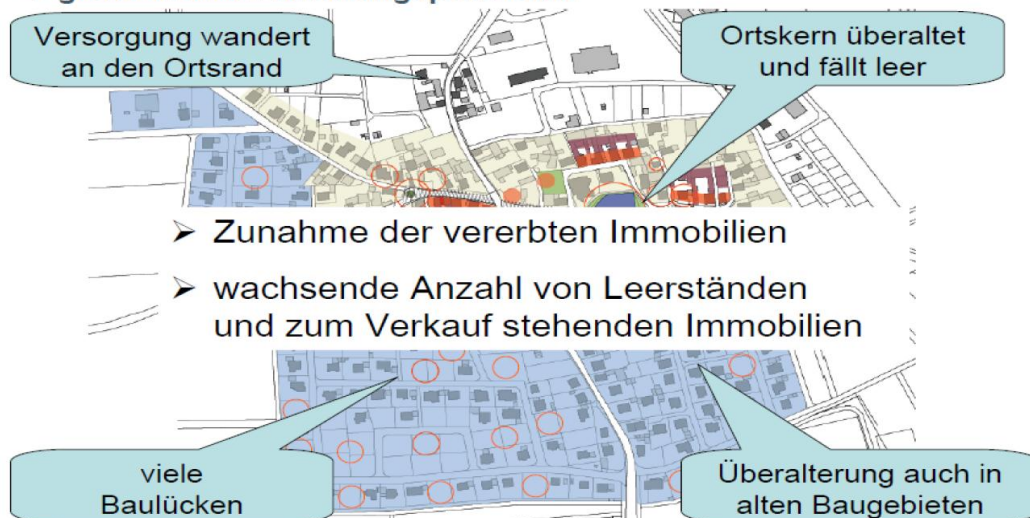 Versorgung wandert
an den Ortsrand
Ortskern überaltet
und fällt leer
➤ Zunahme der vererbten Immobilien
➤ wachsende Anzahl von Leerständen
und zum Verkauf stehenden Immobilien
viele
Baulücken
Überalterung auch in
alten Baugebieten